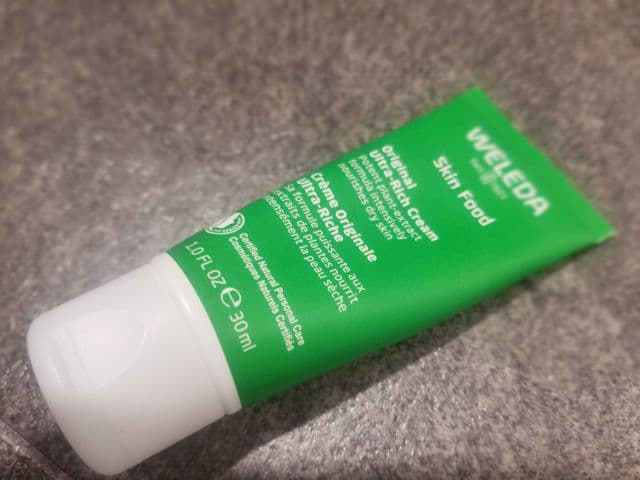 WELEDA
Skin Food
Original
Ultra-Rich Cream
Potent plant-extract
formula intensively
nourishes dry skin
Crème Originale
Ultra-Riche
Sa formule puissante aux
extraits de plantes nourrit
intensément la peau sèche
Certified Natural Personal Care
Cosmétiques Naturels Certifiés
1.0 FL OZ ℮ 30 ml